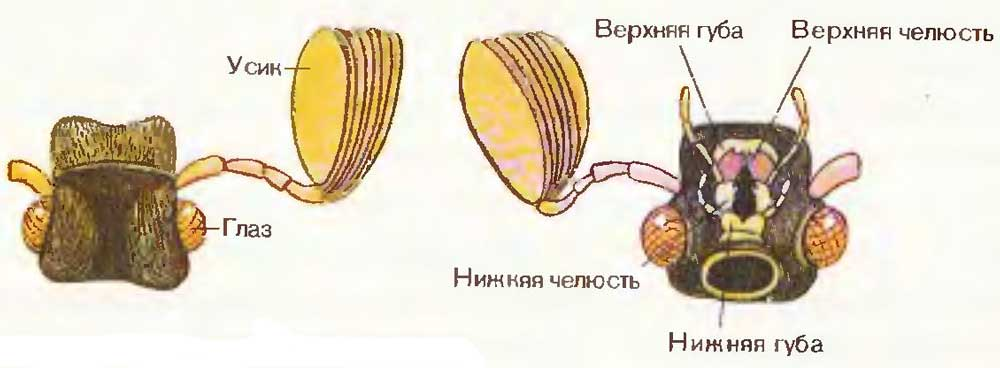 Верхняя губа
Верхняя челюсть
Усик
Глаз
Нижняя челюсть
Нижняя губа